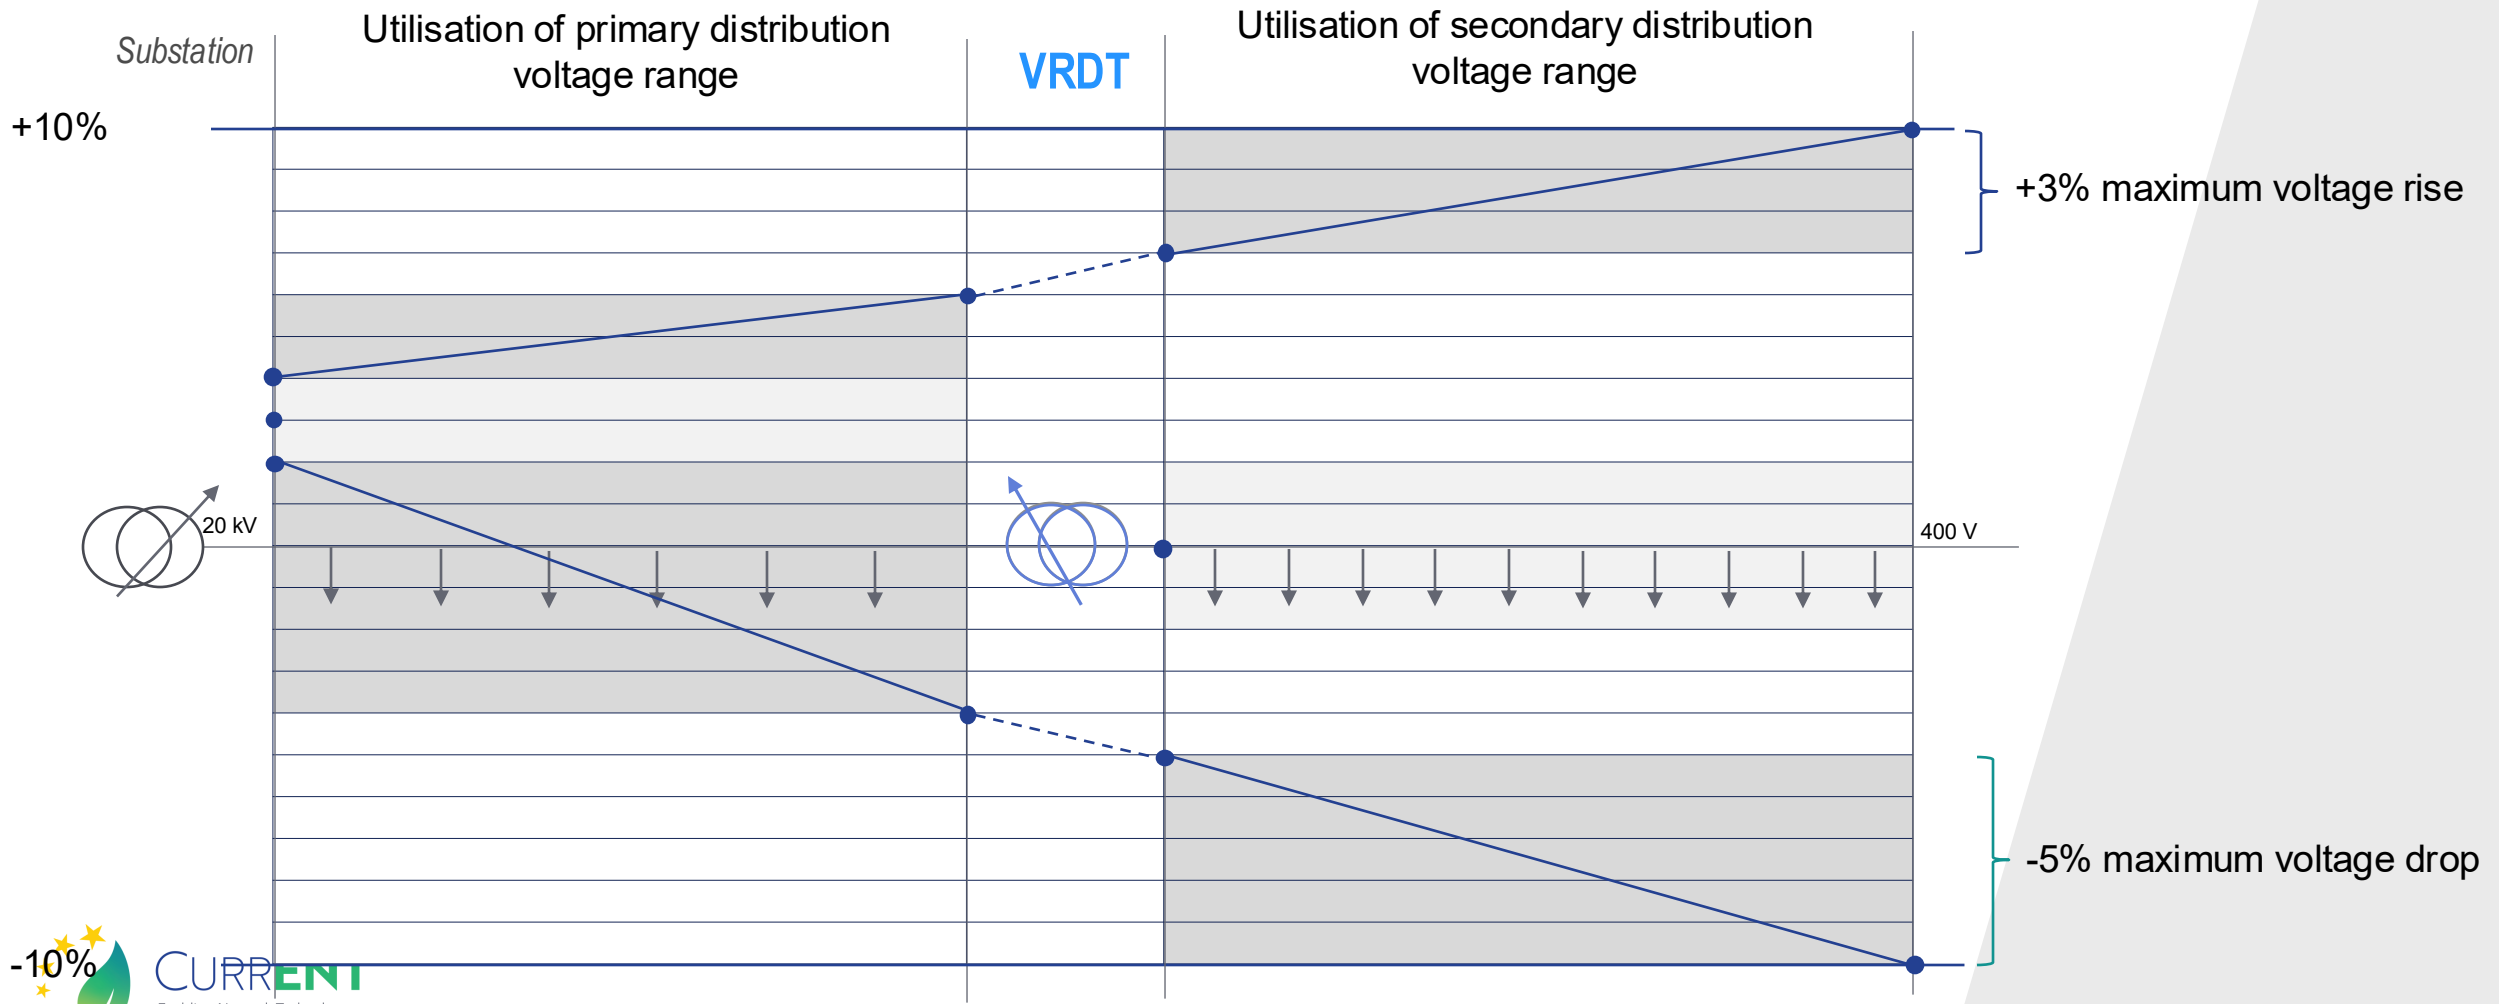 Substation
Utilisation of primary distribution
voltage range
VRDT
Utilisation of secondary distribution
voltage range
+10%
+3% maximum voltage rise
20 kV
400 V
-5% maximum voltage drop
-10%
CURRENT